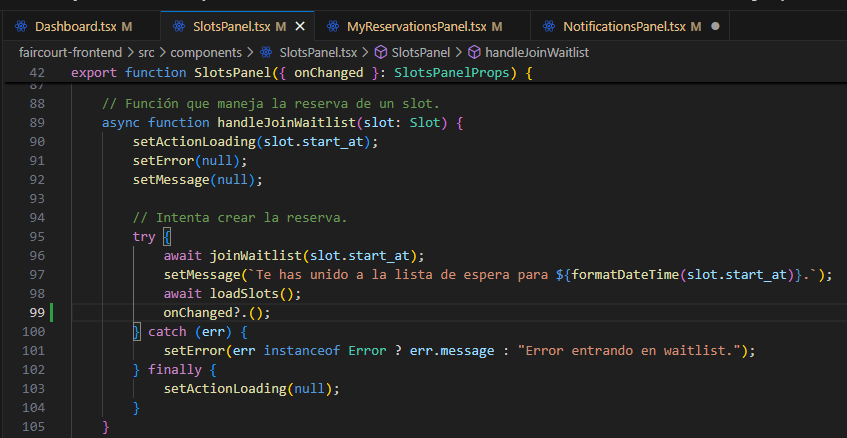 Dashboard.tsx M SlotsPanel.tsx M MyReservationsPanel.tsx M NotificationsPanel.tsx M
faircourt-frontend > src > components > SlotsPanel.tsx > SlotsPanel > handleJoinWaitlist
42 export function SlotsPanel({ onChanged }: SlotsPanelProps) {
87
88 // Función que maneja la reserva de un slot.
89 async function handleJoinWaitlist(slot: Slot) {
90 setActionLoading(slot.start_at);
91 setError(null);
92 setMessage(null);
93
94 // Intenta crear la reserva.
95 try {
96 await joinWaitlist(slot.start_at);
97 setMessage(`Te has unido a la lista de espera para ${formatDateTime(slot.start_at)}.`);
98 await loadSlots();
99 onChanged?.();
100 } catch (err) {
101 setError(err instanceof Error ? err.message : "Error entrando en waitlist.");
102 } finally {
103 setActionLoading(null);
104 }
105 }